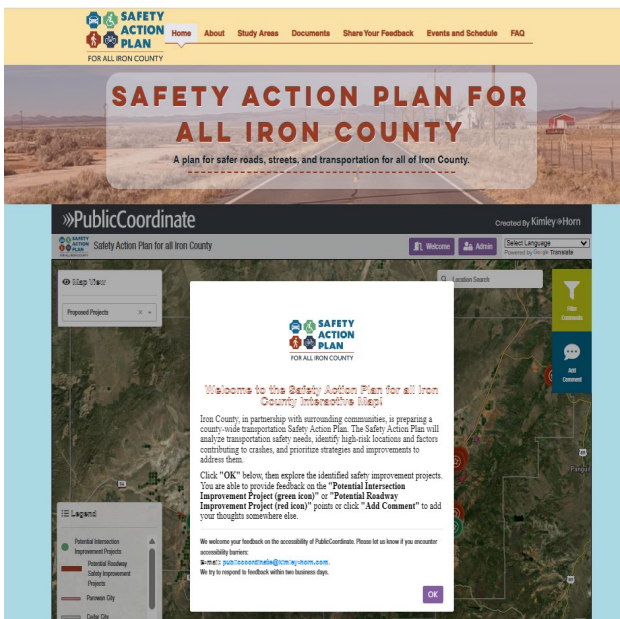 SAFETY
ACTION
PLAN
FOR ALL IRON COUNTY
Home About Study Areas Documents Share Your Feedback Events and Schedule FAQ
SAFETY ACTION PLAN FOR
ALL IRON COUNTY
A plan for safer roads, streets, and transportation for all of Iron County.
PublicCoordinate
Created By Kimley»Horn
SAFETY
ACTION
PLAN
FOR ALL IRON COUNTY
Safety Action Plan for all Iron County
Welcome
Admin
Select Language
Powered by Google Translate
Map View
Proposed Projects
Location Search
Filter
Comments
Add
Comment
SAFETY
ACTION
PLAN
FOR ALL IRON COUNTY
Welcome to the Safety Action Plan for all Iron
County Interactive Map!
Iron County, in partnership with surrounding communities, is preparing a
county-wide transportation Safety Action Plan. The Safety Action Plan will
analyze transportation safety needs, identify high-risk locations and factors
contributing to crashes, and prioritize strategies and improvements to
address them.
Click "OK" below, then explore the identified safety improvement projects.
You are able to provide feedback on the "Potential Intersection
Improvement Project (green icon)" or "Potential Roadway
Improvement Project (red icon)" points or click "Add Comment" to add
your thoughts somewhere else.
We welcome your feedback on the accessibility of PublicCoordinate. Please let us know if you encounter
accessibility barriers:
E-mail: publiccoordinate@kimley-horn.com.
We try to respond to feedback within two business days.
OK
Legend
Potential Intersection
Improvement Projects
Potential Roadway
Safety Improvement
Projects
Parowan City
Cedar City